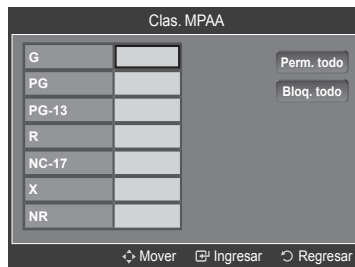 Clas. MPAA
G
PG
PG-13
R
NC-17
X
NR
Perm. todo
Bloq. todo
Mover Ingresar Regresar